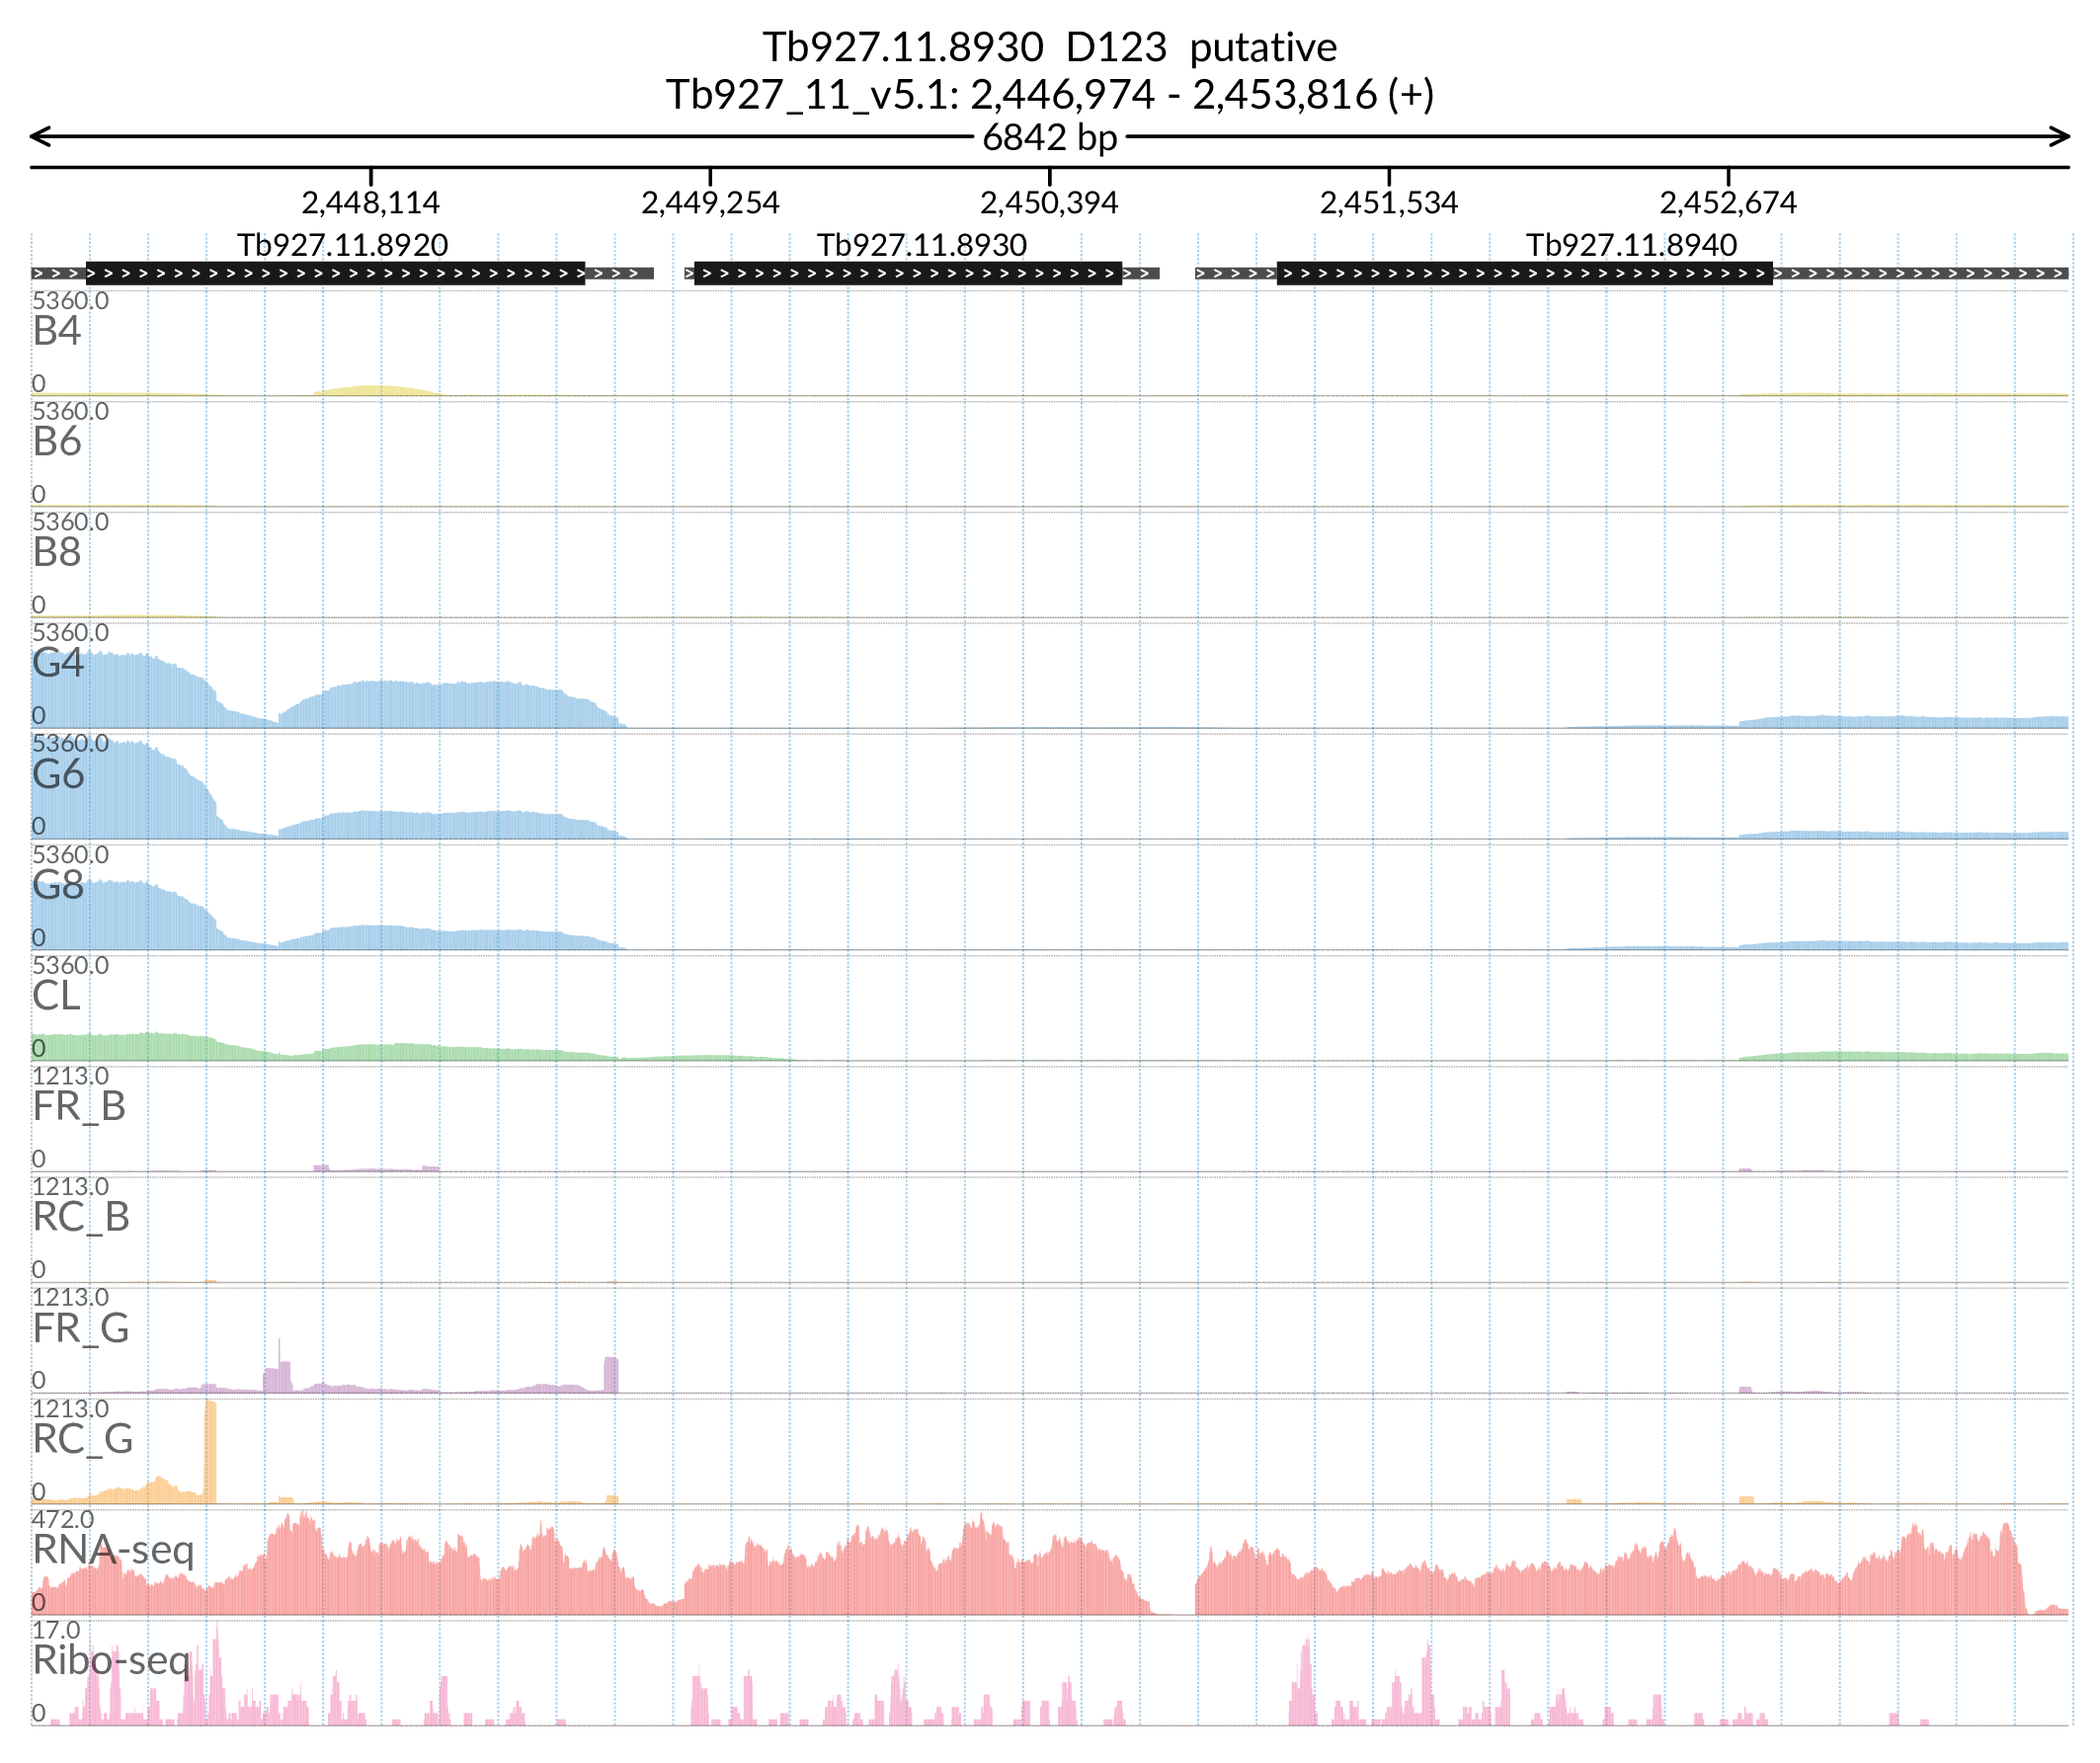 Tb927.11.8930 D123 putative
Tb927_11_v5.1: 2,446,974 - 2,453,816 (+)
6842 bp
2,448,114 2,449,254 2,450,394 2,451,534 2,452,674
Tb927.11.8920 Tb927.11.8930 Tb927.11.8940
5360.0
B4
0
5360.0
B6
0
5360.0
B8
0
5360.0
G4
0
5360.0
G6
0
5360.0
G8
0
5360.0
CL
0
1213.0
FR_B
0
1213.0
RC_B
0
1213.0
FR_G
0
1213.0
RC_G
0
472.0
RNA-seq
0
17.0
Ribo-seq
0